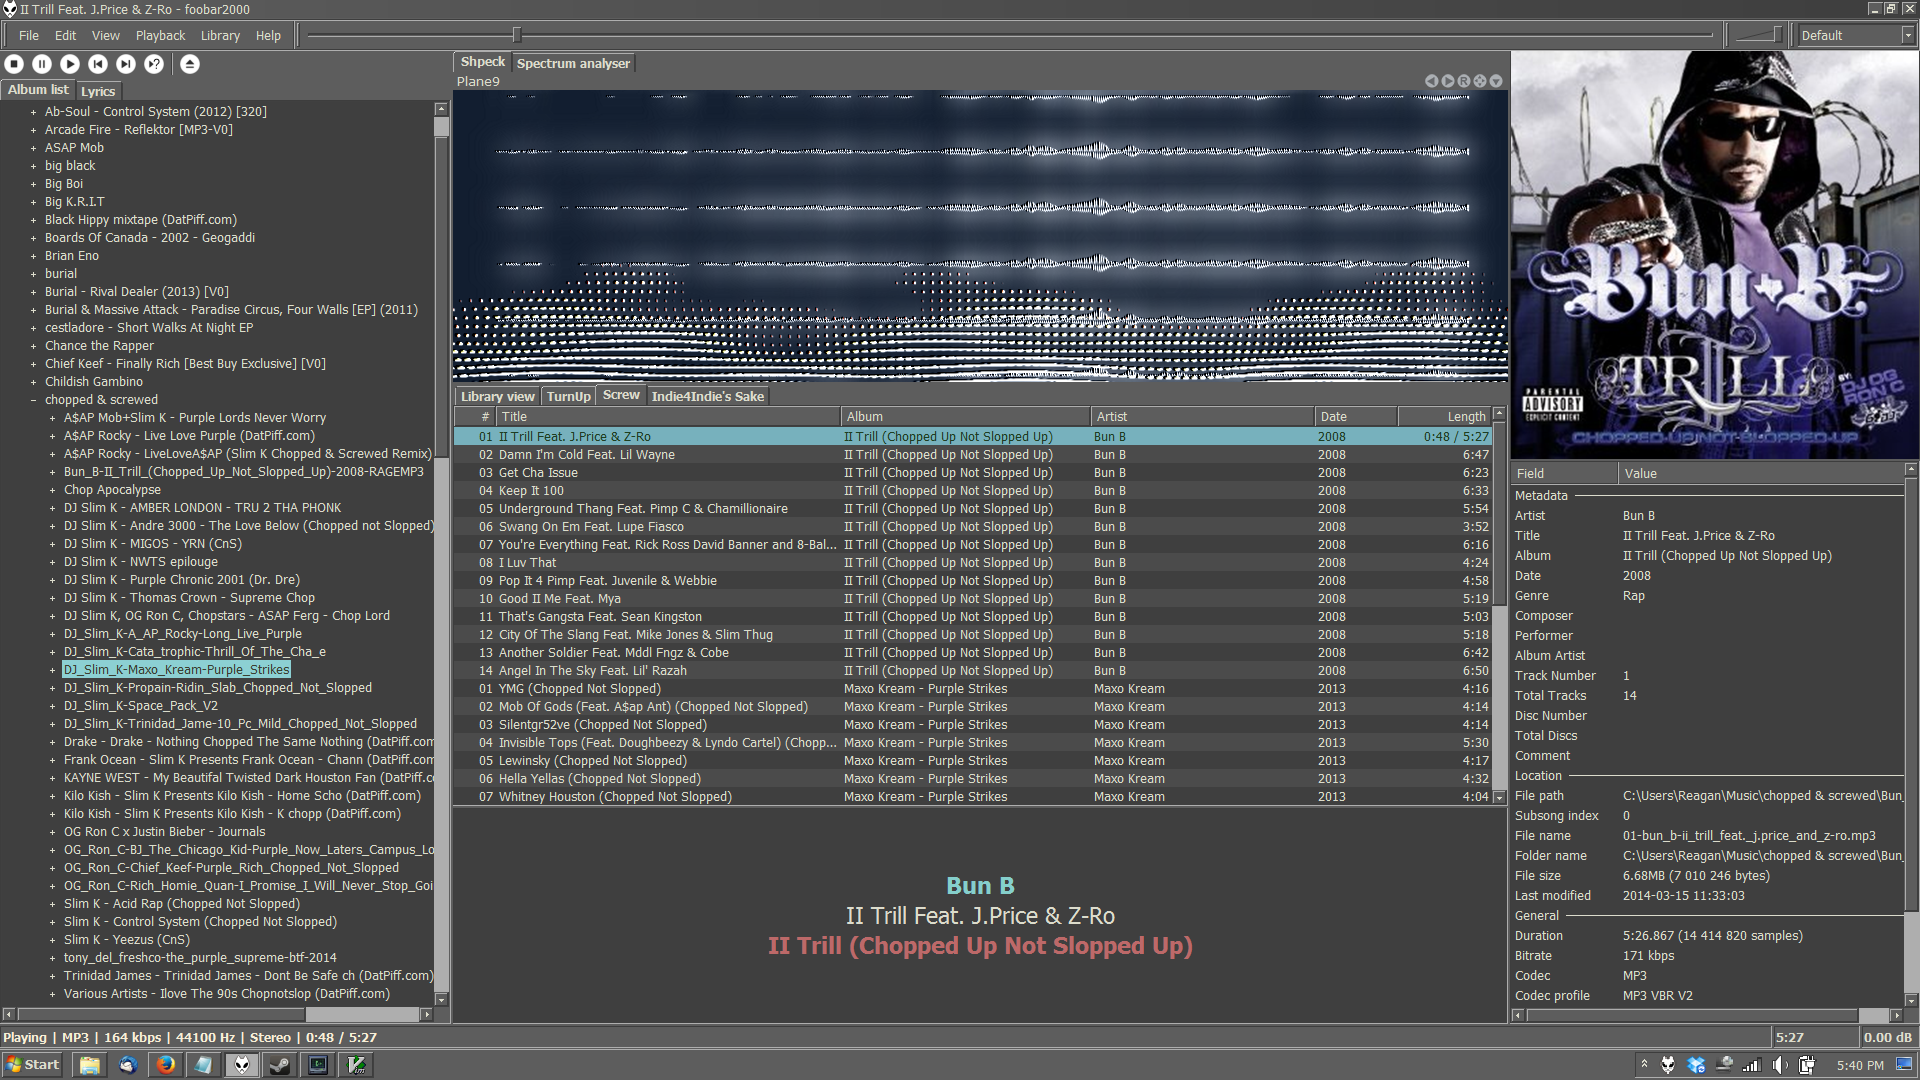 II Trill Feat. J.Price & Z-Ro - foobar2000
File Edit View Playback Library Help
Default
Album list Lyrics
Ab-Soul - Control System (2012) [320]
Arcade Fire - Reflektor [MP3-V0]
ASAP Mob
big black
Big Boi
Big K.R.I.T
Black Hippy mixtape (DatPiff.com)
Boards Of Canada - 2002 - Geogaddi
Brian Eno
burial
Burial - Rival Dealer (2013) [V0]
Burial & Massive Attack - Paradise Circus, Four Walls [EP] (2011)
cestladore - Short Walks At Night EP
Chance the Rapper
Chief Keef - Finally Rich [Best Buy Exclusive] [V0]
Childish Gambino
chopped & screwed
A$AP Mob+Slim K - Purple Lords Never Worry
A$AP Rocky - Live Love Purple (DatPiff.com)
A$AP Rocky - LiveLoveA$AP (Slim K Chopped & Screwed Remix)
Bun_B-II_Trill_(Chopped_Up_Not_Slopped_Up)-2008-RAGEMP3
Chop Apocalypse
DJ Slim K - AMBER LONDON - TRU 2 THA PHONK
DJ Slim K - Andre 3000 - The Love Below (Chopped not Slopped)
DJ Slim K - MIGOS - YRN (CnS)
DJ Slim K - NWTS epilouge
DJ Slim K - Purple Chronic 2001 (Dr. Dre)
DJ Slim K - Thomas Crown - Supreme Chop
DJ Slim K, OG Ron C, Chopstars - ASAP Ferg - Chop Lord
DJ_Slim_K-A_AP_Rocky-Long_Live_Purple
DJ_Slim_K-Cata_trophic-Thrill_Of_The_Cha_e
DJ_Slim_K-Maxo_Kream-Purple_Strikes
DJ_Slim_K-Propain-Ridin_Slab_Chopped_Not_Slopped
DJ_Slim_K-Space_Pack_V2
DJ_Slim_K-Trinidad_Jame-10_Pc_Mild_Chopped_Not_Slopped
Drake - Drake - Nothing Chopped The Same Nothing (DatPiff.com
Frank Ocean - Slim K Presents Frank Ocean - Chann (DatPiff.com
KAYNE WEST - My Beautifal Twisted Dark Houston Fan (DatPiff.c
Kilo Kish - Slim K Presents Kilo Kish - Home Scho (DatPiff.com)
Kilo Kish - Slim K Presents Kilo Kish - K chopp (DatPiff.com)
OG Ron C x Justin Bieber - Journals
OG_Ron_C-BJ_The_Chicago_Kid-Purple_Now_Laters_Campus_Lo
OG_Ron_C-Chief_Keef-Purple_Rich_Chopped_Not_Slopped
OG_Ron_C-Rich_Homie_Quan-I_Promise_I_Will_Never_Stop_Goi
Slim K - Acid Rap (Chopped Not Slopped)
Slim K - Control System (Chopped Not Slopped)
Slim K - Yeezus (CnS)
tony_del_freshco-the_purple_supreme-btf-2014
Trinidad James - Trinidad James - Dont Be Safe ch (DatPiff.com)
Various Artists - Ilove The 90s Chopnotslop (DatPiff.com)
Shpeck Spectrum analyser
Plane9
Library view TurnUp Screw Indie4Indie's Sake
# Title Album Artist Date Length
01 II Trill Feat. J.Price & Z-Ro II Trill (Chopped Up Not Slopped Up) Bun B 2008 0:48 / 5:27
02 Damn I'm Cold Feat. Lil Wayne II Trill (Chopped Up Not Slopped Up) Bun B 2008 6:47
03 Get Cha Issue II Trill (Chopped Up Not Slopped Up) Bun B 2008 6:23
04 Keep It 100 II Trill (Chopped Up Not Slopped Up) Bun B 2008 6:33
05 Underground Thang Feat. Pimp C & Chamillionaire II Trill (Chopped Up Not Slopped Up) Bun B 2008 5:54
06 Swang On Em Feat. Lupe Fiasco II Trill (Chopped Up Not Slopped Up) Bun B 2008 3:52
07 You're Everything Feat. Rick Ross David Banner and 8-Bal... II Trill (Chopped Up Not Slopped Up) Bun B 2008 6:16
08 I Luv That II Trill (Chopped Up Not Slopped Up) Bun B 2008 4:24
09 Pop It 4 Pimp Feat. Juvenile & Webbie II Trill (Chopped Up Not Slopped Up) Bun B 2008 4:58
10 Good II Me Feat. Mya II Trill (Chopped Up Not Slopped Up) Bun B 2008 5:19
11 That's Gangsta Feat. Sean Kingston II Trill (Chopped Up Not Slopped Up) Bun B 2008 5:03
12 City Of The Slang Feat. Mike Jones & Slim Thug II Trill (Chopped Up Not Slopped Up) Bun B 2008 5:18
13 Another Soldier Feat. Mddl Fngz & Cobe II Trill (Chopped Up Not Slopped Up) Bun B 2008 6:42
14 Angel In The Sky Feat. Lil' Razah II Trill (Chopped Up Not Slopped Up) Bun B 2008 6:50
01 YMG (Chopped Not Slopped) Maxo Kream - Purple Strikes Maxo Kream 2013 4:16
02 Mob Of Gods (Feat. A$ap Ant) (Chopped Not Slopped) Maxo Kream - Purple Strikes Maxo Kream 2013 4:14
03 Silentgr52ve (Chopped Not Slopped) Maxo Kream - Purple Strikes Maxo Kream 2013 4:14
04 Invisible Tops (Feat. Doughbeezy & Lyndo Cartel) (Chopp... Maxo Kream - Purple Strikes Maxo Kream 2013 5:30
05 Lewinsky (Chopped Not Slopped) Maxo Kream - Purple Strikes Maxo Kream 2013 4:17
06 Hella Yellas (Chopped Not Slopped) Maxo Kream - Purple Strikes Maxo Kream 2013 4:32
07 Whitney Houston (Chopped Not Slopped) Maxo Kream - Purple Strikes Maxo Kream 2013 4:04
Bun B
II Trill Feat. J.Price & Z-Ro
II Trill (Chopped Up Not Slopped Up)
BUN B
II
TRILL
PARENTAL
ADVISORY
EXPLICIT CONTENT
BY: DJ OG RON C
CHOPPED-UP-NOT-SLOPPED-UP
Field Value
Metadata
Artist Bun B
Title II Trill Feat. J.Price & Z-Ro
Album II Trill (Chopped Up Not Slopped Up)
Date 2008
Genre Rap
Composer
Performer
Album Artist
Track Number 1
Total Tracks 14
Disc Number
Total Discs
Comment
Location
File path C:\Users\Reagan\Music\chopped & screwed\Bun_
Subsong index 0
File name 01-bun_b-ii_trill_feat._j.price_and_z-ro.mp3
Folder name C:\Users\Reagan\Music\chopped & screwed\Bun_
File size 6.68MB (7 010 246 bytes)
Last modified 2014-03-15 11:33:03
General
Duration 5:26.867 (14 414 820 samples)
Bitrate 171 kbps
Codec MP3
Codec profile MP3 VBR V2
Playing | MP3 | 164 kbps | 44100 Hz | Stereo | 0:48 / 5:27
5:27 0.00 dB
Start
5:40 PM